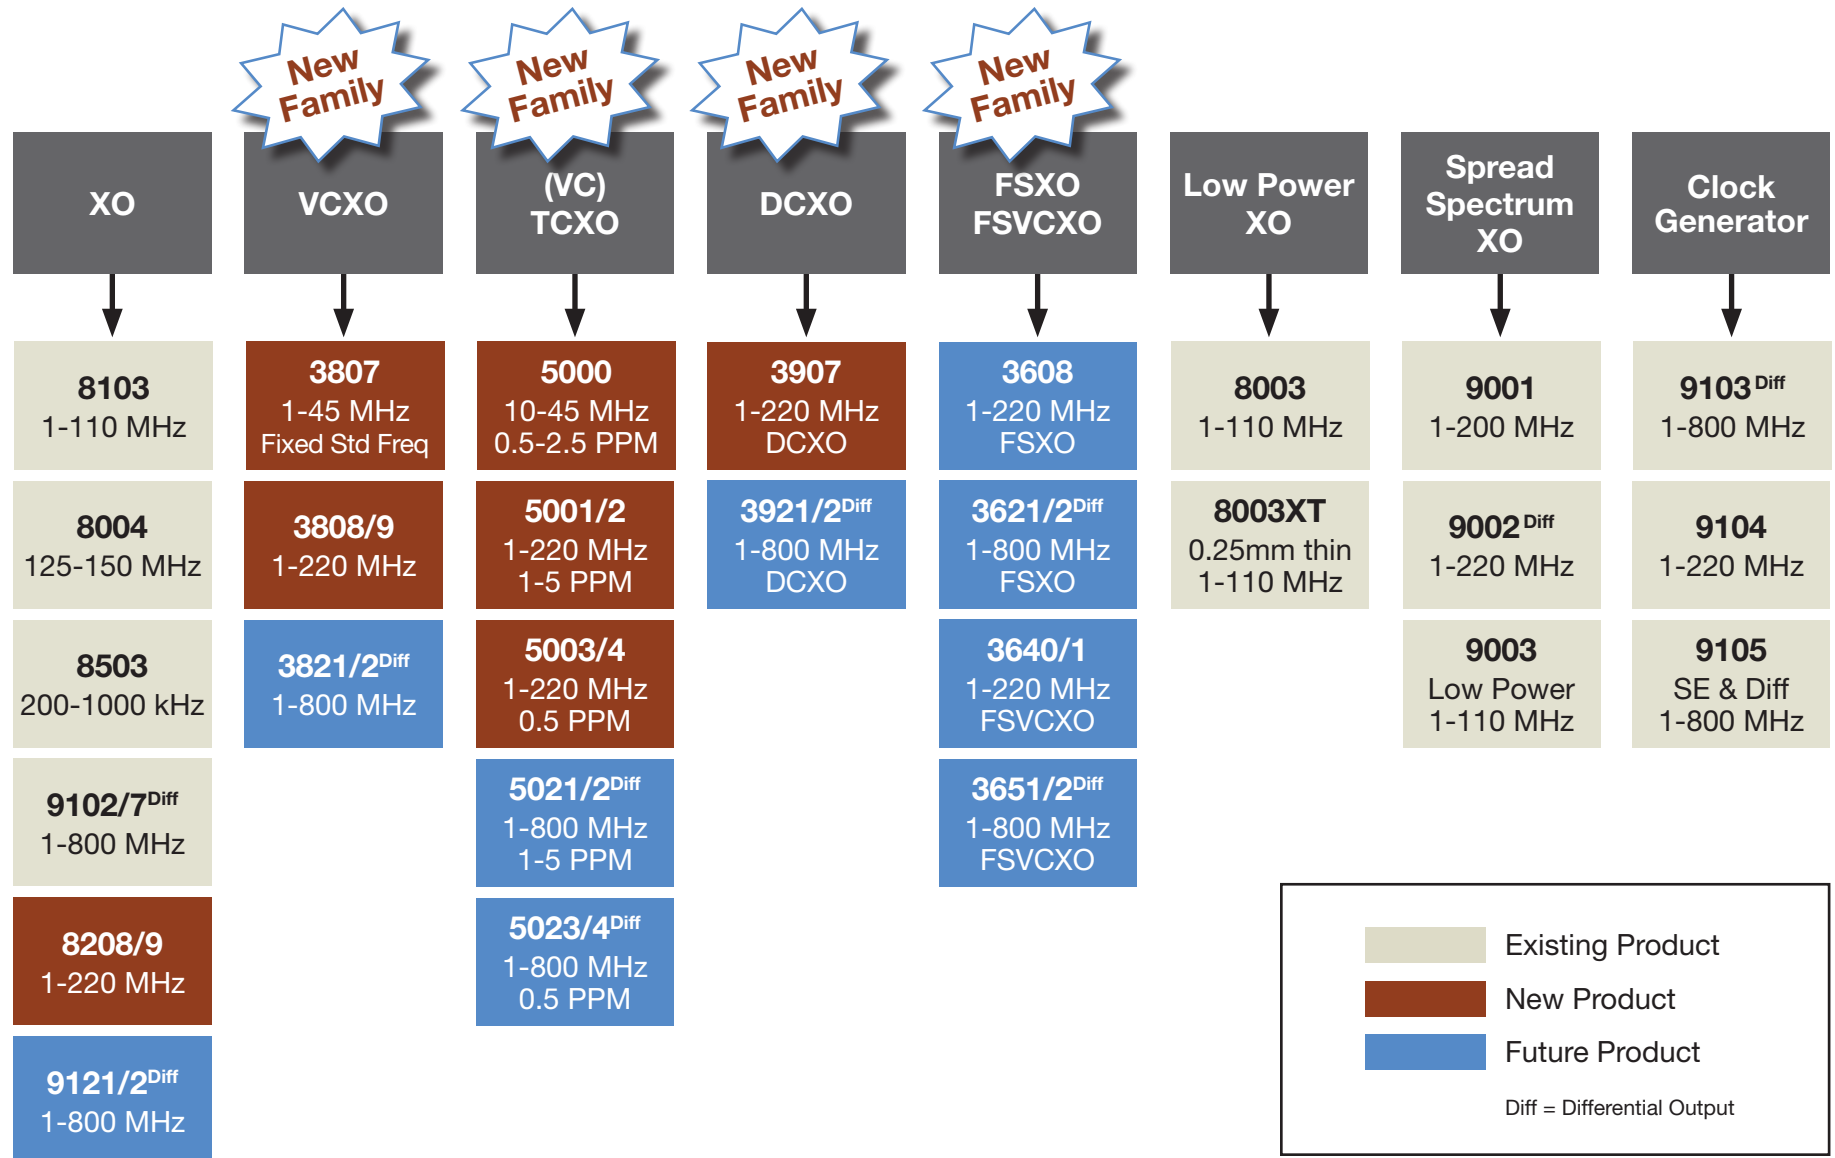 New
Family
New
Family
New
Family
New
Family
XO
VCXO
(VC)
TCXO
DCXO
FSXO
FSVCXO
Low Power
XO
Spread
Spectrum
XO
Clock
Generator
8103
1-110 MHz
8004
125-150 MHz
8503
200-1000 kHz
9102/7Diff
1-800 MHz
8208/9
1-220 MHz
9121/2Diff
1-800 MHz
3807
1-45 MHz
Fixed Std Freq
3808/9
1-220 MHz
3821/2Diff
1-800 MHz
5000
10-45 MHz
0.5-2.5 PPM
5001/2
1-220 MHz
1-5 PPM
5003/4
1-220 MHz
0.5 PPM
5021/2Diff
1-800 MHz
1-5 PPM
5023/4Diff
1-800 MHz
0.5 PPM
3907
1-220 MHz
DCXO
3921/2Diff
1-800 MHz
DCXO
3608
1-220 MHz
FSXO
3621/2Diff
1-800 MHz
FSXO
3640/1
1-220 MHz
FSVCXO
3651/2Diff
1-800 MHz
FSVCXO
8003
1-110 MHz
8003XT
0.25mm thin
1-110 MHz
9001
1-200 MHz
9002 Diff
1-220 MHz
9003
Low Power
1-110 MHz
9103 Diff
1-800 MHz
9104
1-220 MHz
9105
SE & Diff
1-800 MHz
Existing Product
New Product
Future Product
Diff = Differential Output